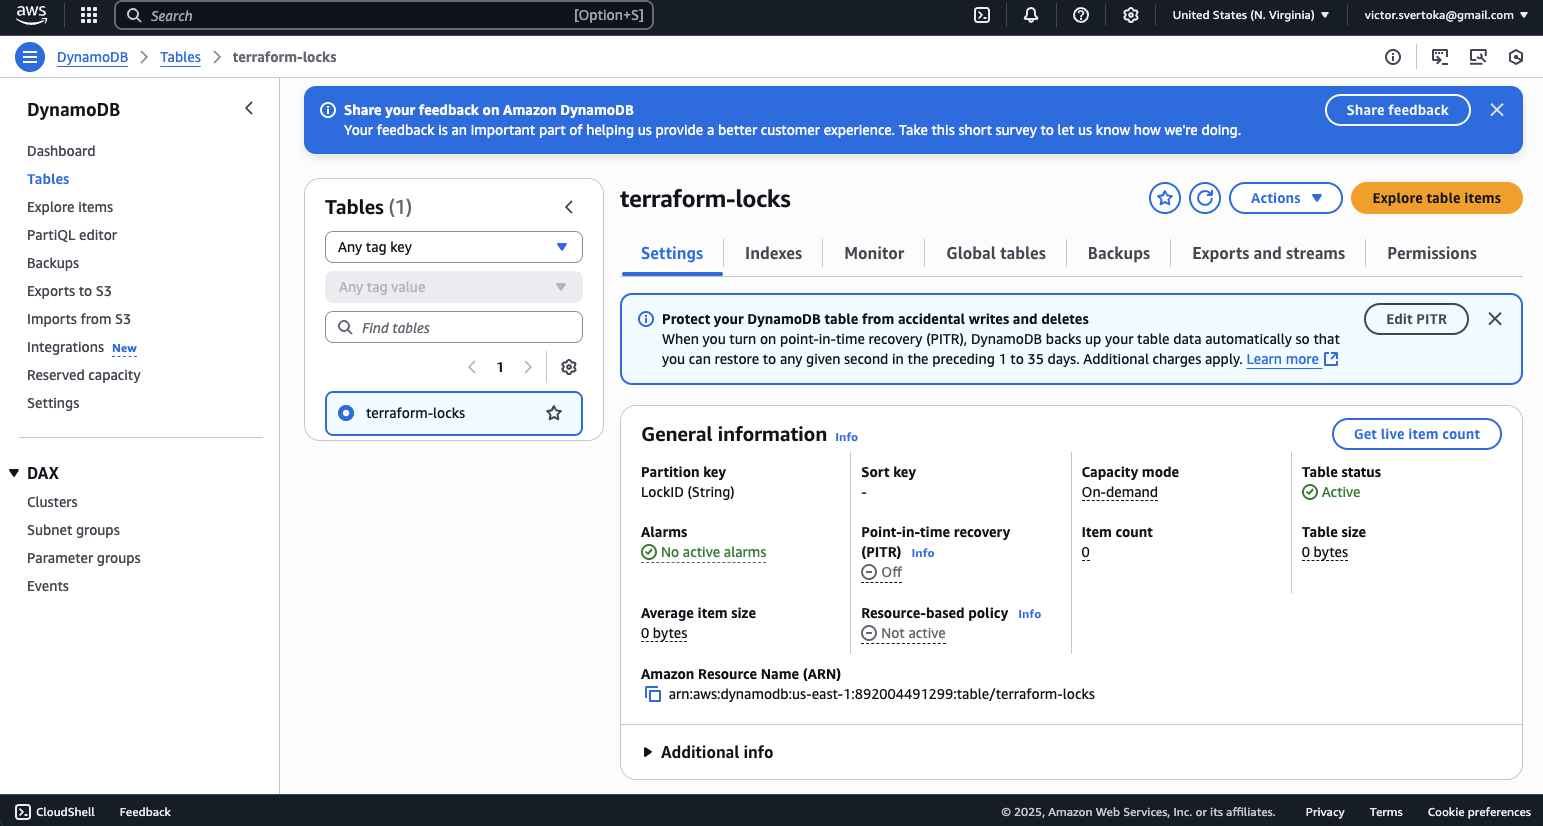 aws
Search [Option+S]
United States (N. Virginia)
victor.svertoka@gmail.com
DynamoDB
Tables
terraform-locks
DynamoDB
Dashboard
Tables
Explore items
PartiQL editor
Backups
Exports to S3
Imports from S3
Integrations New
Reserved capacity
Settings
DAX
Clusters
Subnet groups
Parameter groups
Events
Share your feedback on Amazon DynamoDB
Your feedback is an important part of helping us provide a better customer experience. Take this short survey to let us know how we're doing.
Share feedback
Tables (1)
Any tag key
Any tag value
Find tables
1
terraform-locks
terraform-locks
Actions
Explore table items
Settings
Indexes
Monitor
Global tables
Backups
Exports and streams
Permissions
Protect your DynamoDB table from accidental writes and deletes
When you turn on point-in-time recovery (PITR), DynamoDB backs up your table data automatically so that
you can restore to any given second in the preceding 1 to 35 days. Additional charges apply. Learn more
Edit PITR
General information Info
Get live item count
Partition key
LockID (String)
Sort key
-
Capacity mode
On-demand
Table status
Active
Alarms
No active alarms
Point-in-time recovery
(PITR) Info
Off
Item count
0
Table size
0 bytes
Average item size
0 bytes
Resource-based policy Info
Not active
Amazon Resource Name (ARN)
arn:aws:dynamodb:us-east-1:892004491299:table/terraform-locks
Additional info
CloudShell
Feedback
© 2025, Amazon Web Services, Inc. or its affiliates.
Privacy
Terms
Cookie preferences